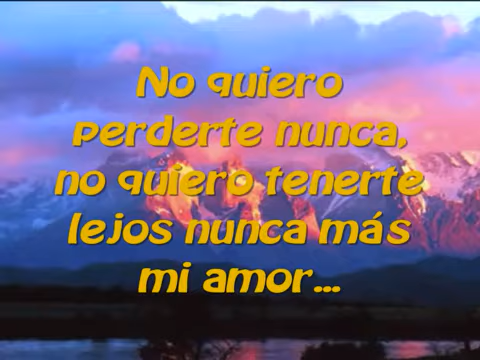 No quiero
perderte nunca,
no quiero tenerte
lejos nunca más
mi amor...